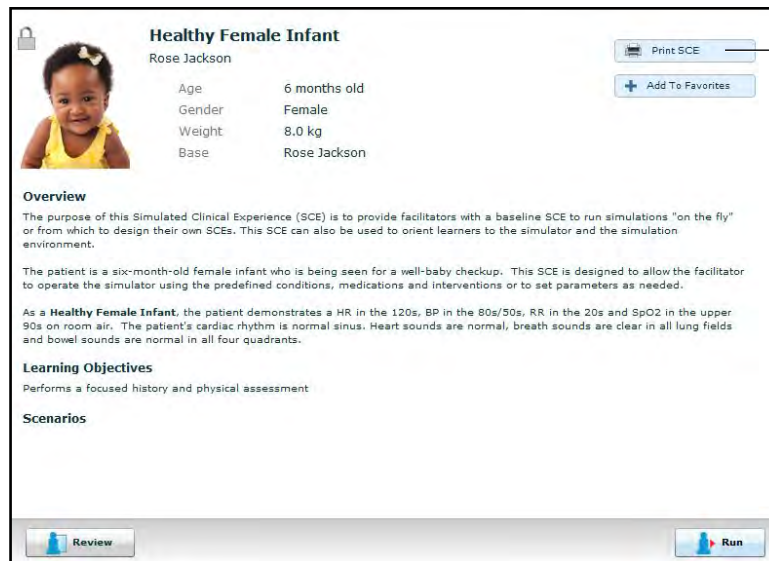 Healthy Female Infant
Rose Jackson
Age 6 months old
Gender Female
Weight 8.0 kg
Base Rose Jackson
Print SCE
Add To Favorites
Overview
The purpose of this Simulated Clinical Experience (SCE) is to provide facilitators with a baseline SCE to run simulations "on the fly"
or from which to design their own SCEs. This SCE can also be used to orient learners to the simulator and the simulation
environment.
The patient is a six-month-old female infant who is being seen for a well-baby checkup. This SCE is designed to allow the facilitator
to operate the simulator using the predefined conditions, medications and interventions or to set parameters as needed.
As a Healthy Female Infant, the patient demonstrates a HR in the 120s, BP in the 80s/50s, RR in the 20s and SpO2 in the upper
90s on room air. The patient's cardiac rhythm is normal sinus. Heart sounds are normal, breath sounds are clear in all lung fields
and bowel sounds are normal in all four quadrants.
Learning Objectives
Performs a focused history and physical assessment
Scenarios
Review
Run